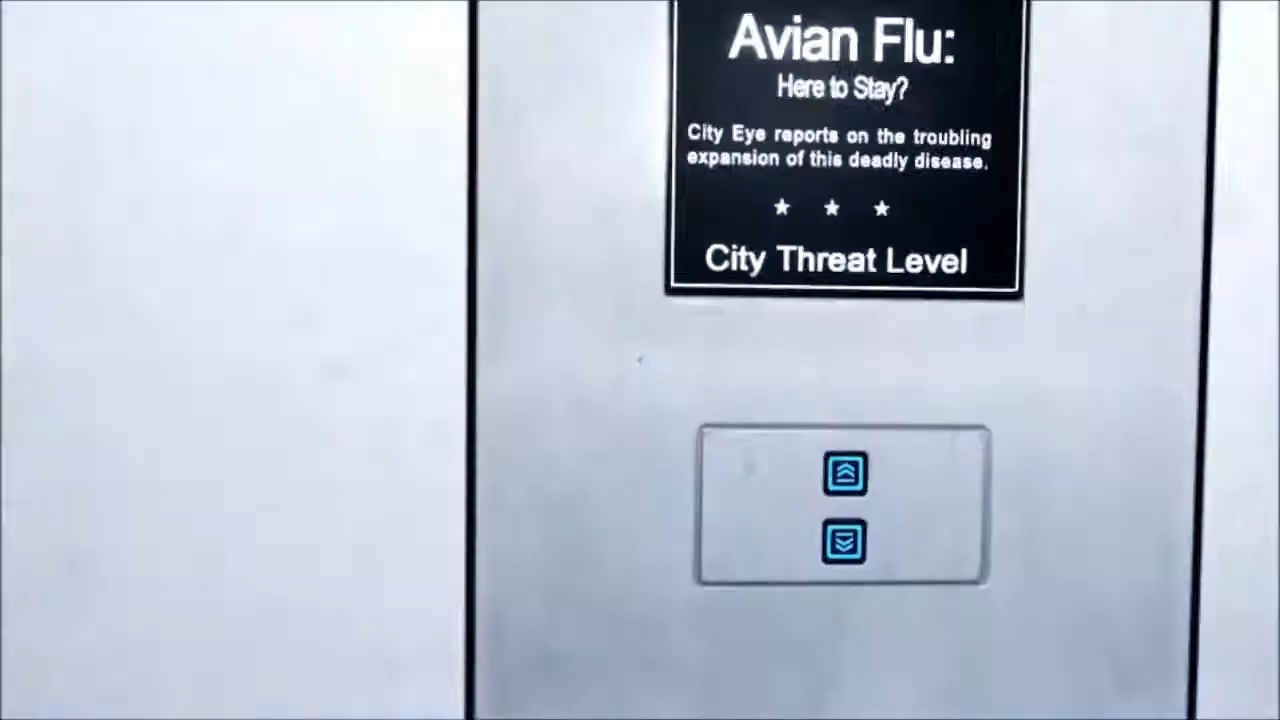 Avian Flu:
Here to Stay?
City Eye reports on the troubling
expansion of this deadly disease.
★ ★ ★
City Threat Level